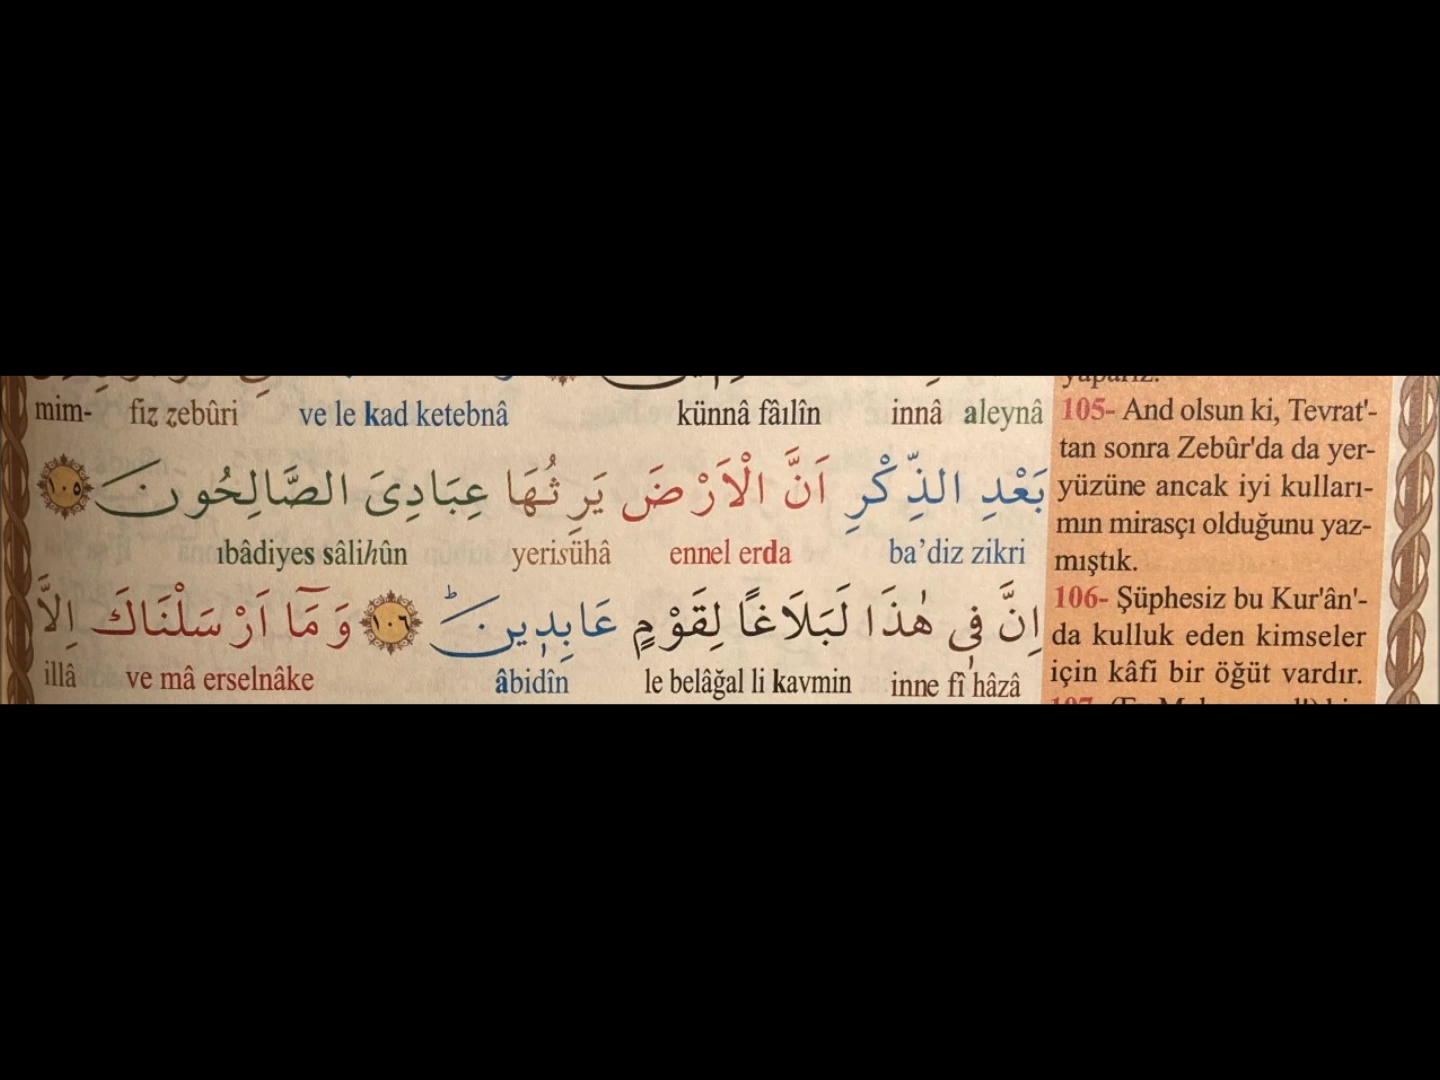 mim- fiz zebûri ve le kad ketebnâ künnâ fâılîn innâ aleynâ
بَعْدِ الذِّكْرِ اَنَّ الْاَرْضَ يَرِثُهَا عِبَادِىَ الصَّالِحُونَ ١٠٥
ıbâdiyes sâlihûn yerisühâ ennel erda ba’diz zikri
اِنَّ فٖى هٰذَا لَبَلَاغًا لِقَوْمٍ عَابِدٖينَ ط ١٠٦ وَمَٓا اَرْسَلْنَاكَ اِلَّا
illâ ve mâ erselnâke âbidîn le belâğal li kavmin inne fî hâzâ
yaparız.
105- And olsun ki, Tevrat'-
tan sonra Zebûr'da da yer-
yüzüne ancak iyi kulları-
mın mirasçı olduğunu yaz-
mıştık.
106- Şüphesiz bu Kur'ân'-
da kulluk eden kimseler
için kâfi bir öğüt vardır.